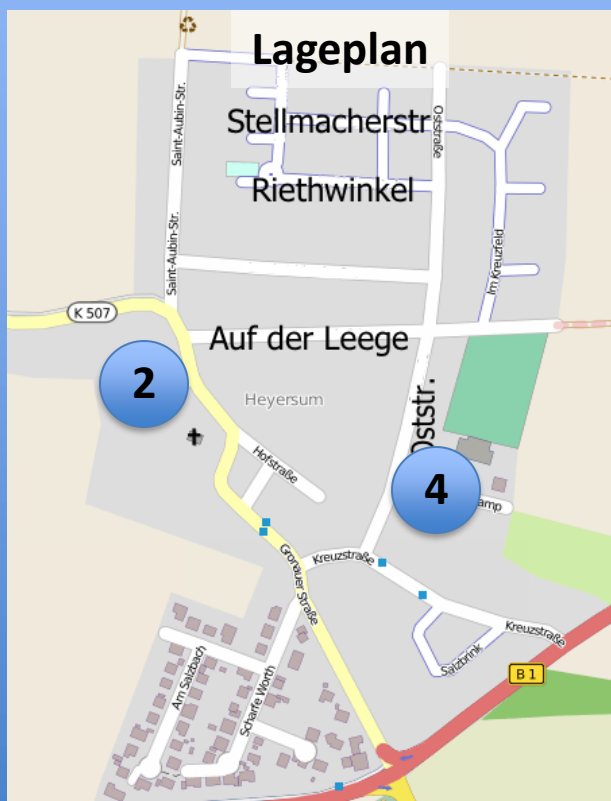 Lageplan
Saint-Aubin-Str.
Stellmacherstr
Oststraße
Riethwinkel
Saint-Aubin-Str.
Im Kreuzfeld
K 507
Auf der Leege
2
Heyersum
Oststr.
Hofstraße
4
amp
Gronauer Straße
Kreuzstraße
Kreuzstraße
Salzbrink
Am Salzbach
Scharfe Worth
B 1